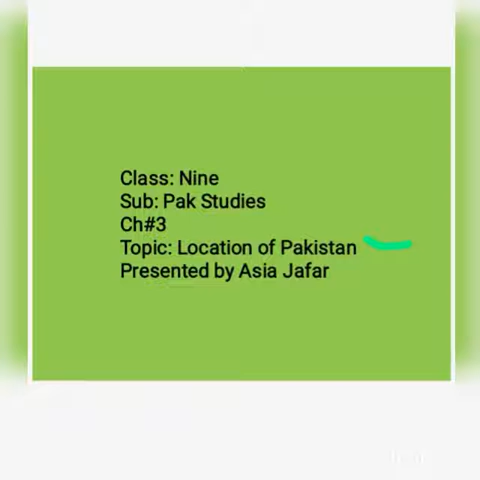 Class: Nine
Sub: Pak Studies
Ch#3
Topic: Location of Pakistan
Presented by Asia Jafar